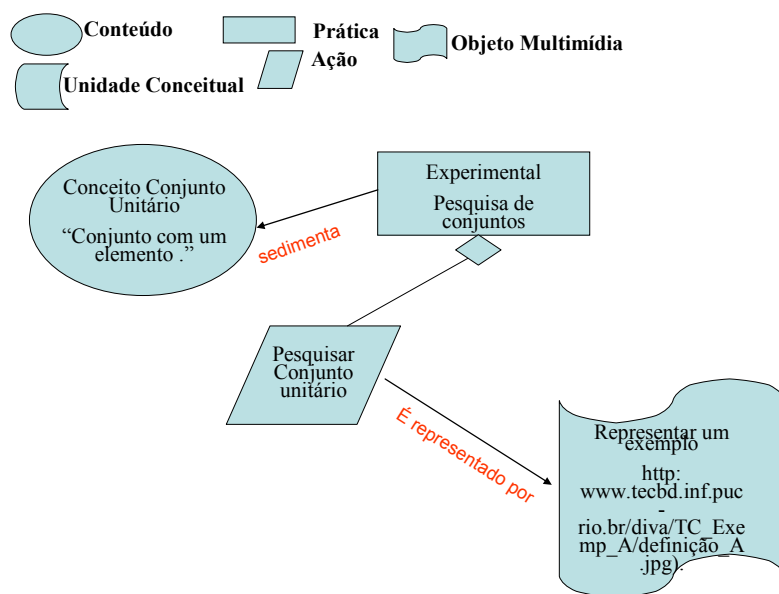 Conteúdo
Prática
Objeto Multimídia
Ação
Unidade Conceitual
Conceito Conjunto
Unitário
“Conjunto com um
elemento .”
Experimental
Pesquisa de
conjuntos
sedimenta
Pesquisar
Conjunto
unitário
É representado por
Representar um
exemplo
http:
www.tecbd.inf.puc
-
rio.br/diva/TC_Exe
mp_A/definição_A
.jpg).